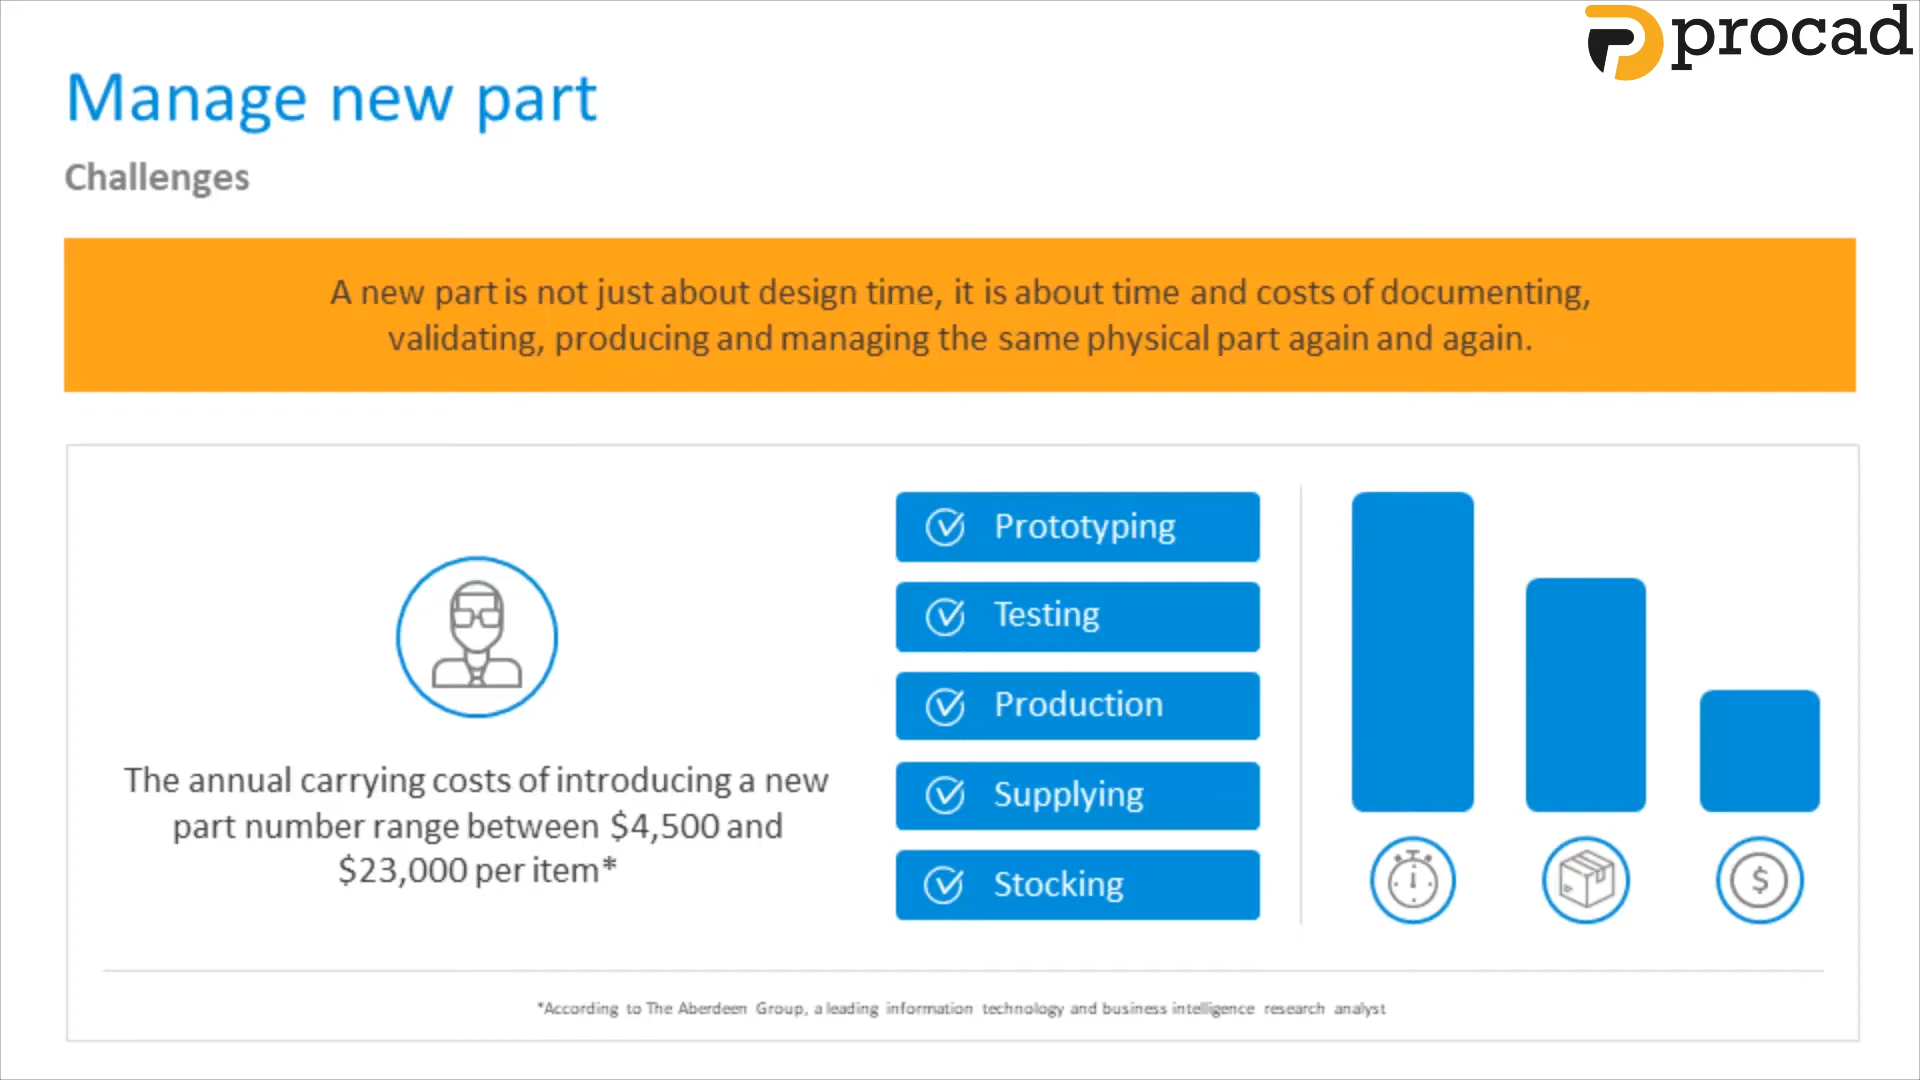 procad
Manage new part
Challenges
A new part is not just about design time, it is about time and costs of documenting,
validating, producing and managing the same physical part again and again.
The annual carrying costs of introducing a new
part number range between $4,500 and
$23,000 per item*
Prototyping
Testing
Production
Supplying
Stocking
$
*According to The Aberdeen Group, a leading information technology and business intelligence research analyst